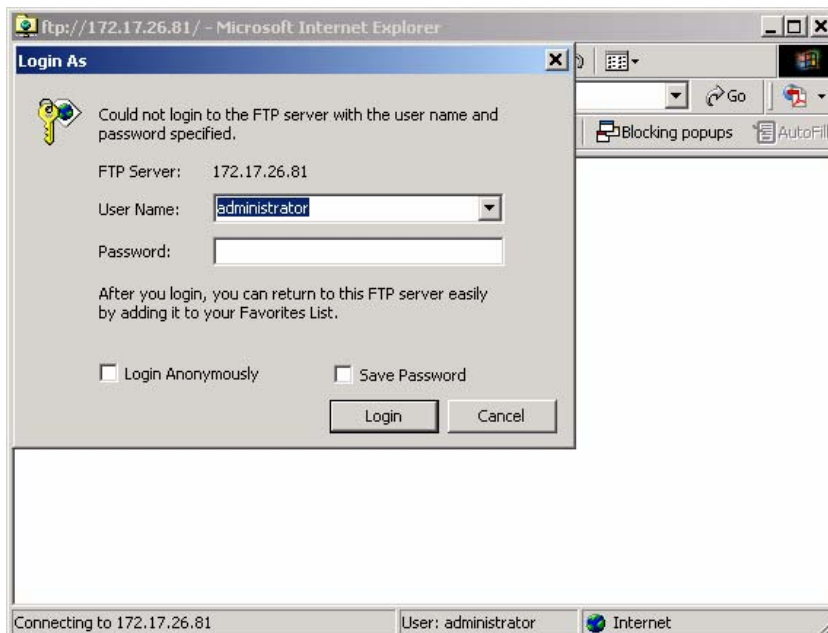 ftp://172.17.26.81/ - Microsoft Internet Explorer
Login As
Could not login to the FTP server with the user name and
password specified.
FTP Server: 172.17.26.81
User Name: administrator
Password:
After you login, you can return to this FTP server easily
by adding it to your Favorites List.
Login Anonymously Save Password
Login Cancel
Go
Blocking popups AutoFill
Connecting to 172.17.26.81 User: administrator Internet